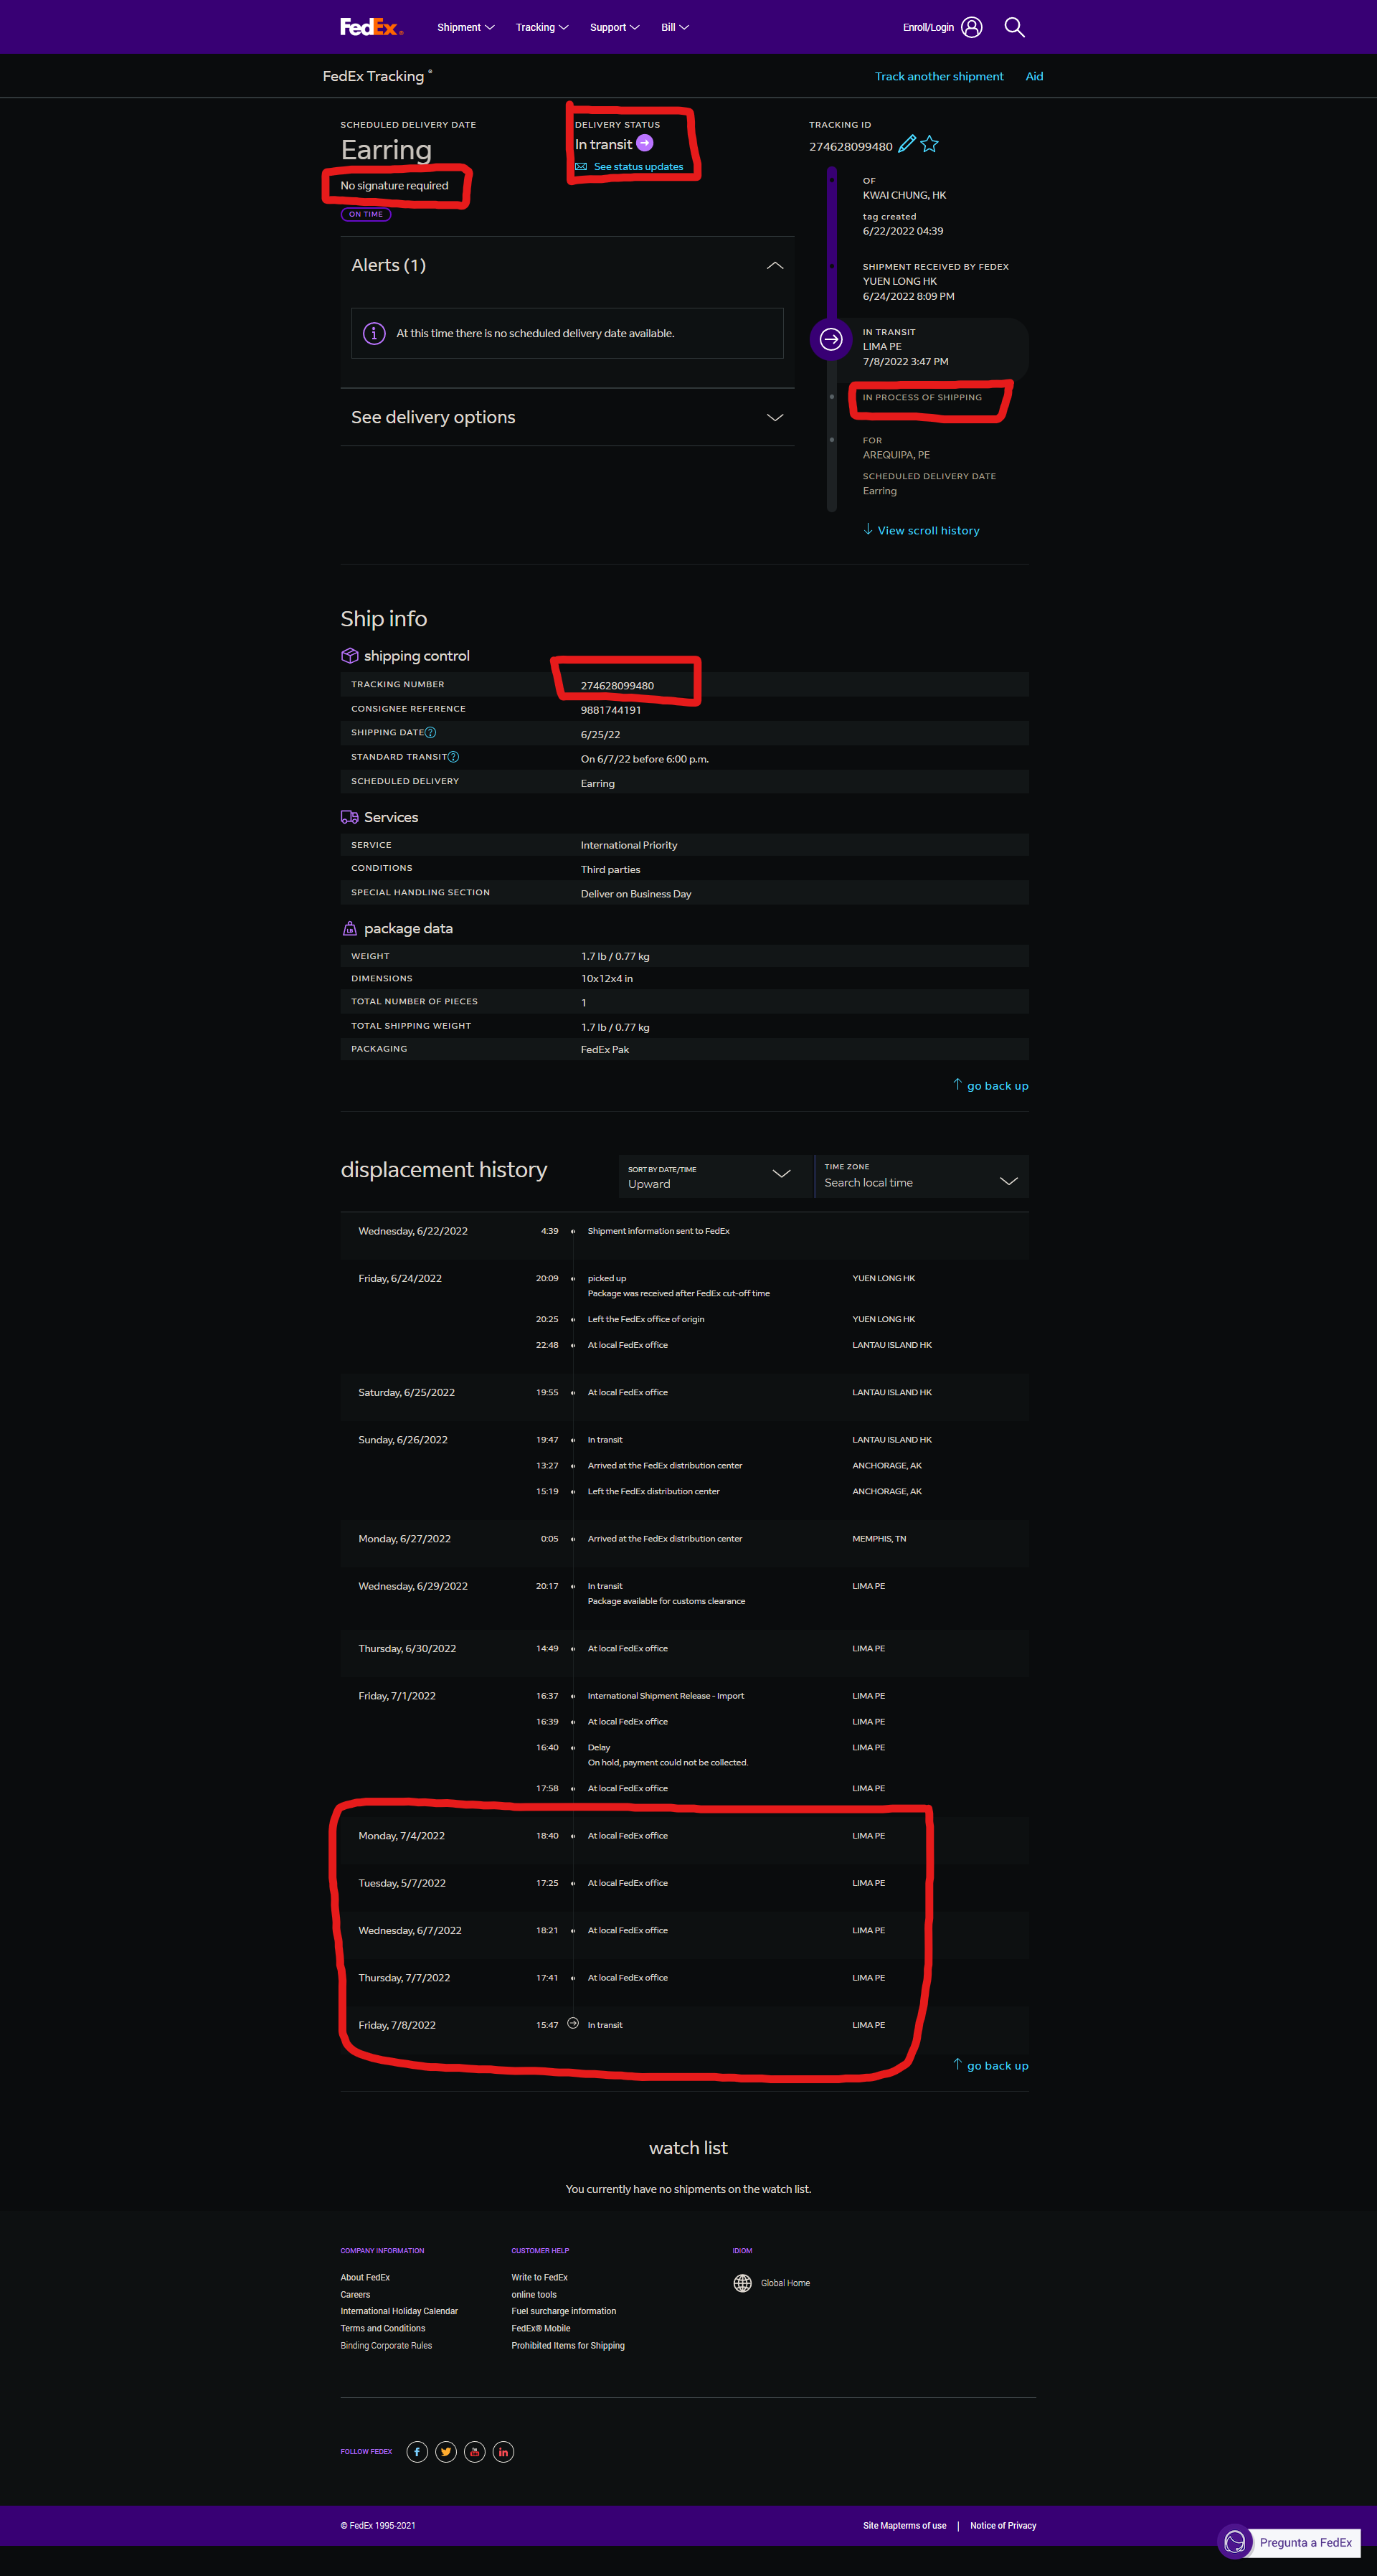 FedEx®
Shipment
Tracking
Support
Bill
Enroll/Login
FedEx Tracking
Track another shipment
Aid
SCHEDULED DELIVERY DATE
Earring
No signature required
ON TIME
DELIVERY STATUS
In transit
See status updates
TRACKING ID
274628099480
OF
KWAI CHUNG, HK
tag created
6/22/2022 04:39
SHIPMENT RECEIVED BY FEDEX
YUEN LONG HK
6/24/2022 8:09 PM
IN TRANSIT
LIMA PE
7/8/2022 3:47 PM
IN PROCESS OF SHIPPING
FOR
AREQUIPA, PE
SCHEDULED DELIVERY DATE
Earring
View scroll history
Alerts (1)
At this time there is no scheduled delivery date available.
See delivery options
Ship info
shipping control
TRACKING NUMBER 274628099480
CONSIGNEE REFERENCE 9881744191
SHIPPING DATE 6/25/22
STANDARD TRANSIT On 6/7/22 before 6:00 p.m.
SCHEDULED DELIVERY Earring
Services
SERVICE International Priority
CONDITIONS Third parties
SPECIAL HANDLING SECTION Deliver on Business Day
package data
WEIGHT 1.7 lb / 0.77 kg
DIMENSIONS 10x12x4 in
TOTAL NUMBER OF PIECES 1
TOTAL SHIPPING WEIGHT 1.7 lb / 0.77 kg
PACKAGING FedEx Pak
go back up
displacement history
SORT BY DATE/TIME
Upward
TIME ZONE
Search local time
Wednesday, 6/22/2022 4:39 Shipment information sent to FedEx
Friday, 6/24/2022 20:09 picked up YUEN LONG HK
Package was received after FedEx cut-off time
20:25 Left the FedEx office of origin YUEN LONG HK
22:48 At local FedEx office LANTAU ISLAND HK
Saturday, 6/25/2022 19:55 At local FedEx office LANTAU ISLAND HK
Sunday, 6/26/2022 19:47 In transit LANTAU ISLAND HK
13:27 Arrived at the FedEx distribution center ANCHORAGE, AK
15:19 Left the FedEx distribution center ANCHORAGE, AK
Monday, 6/27/2022 0:05 Arrived at the FedEx distribution center MEMPHIS, TN
Wednesday, 6/29/2022 20:17 In transit LIMA PE
Package available for customs clearance
Thursday, 6/30/2022 14:49 At local FedEx office LIMA PE
Friday, 7/1/2022 16:37 International Shipment Release - Import LIMA PE
16:39 At local FedEx office LIMA PE
16:40 Delay LIMA PE
On hold, payment could not be collected.
17:58 At local FedEx office LIMA PE
Monday, 7/4/2022 18:40 At local FedEx office LIMA PE
Tuesday, 5/7/2022 17:25 At local FedEx office LIMA PE
Wednesday, 6/7/2022 18:21 At local FedEx office LIMA PE
Thursday, 7/7/2022 17:41 At local FedEx office LIMA PE
Friday, 7/8/2022 15:47 In transit LIMA PE
go back up
watch list
You currently have no shipments on the watch list.
COMPANY INFORMATION
About FedEx
Careers
International Holiday Calendar
Terms and Conditions
Binding Corporate Rules
CUSTOMER HELP
Write to FedEx
online tools
Fuel surcharge information
FedEx® Mobile
Prohibited Items for Shipping
IDIOM
Global Home
FOLLOW FEDEX
© FedEx 1995-2021
Site Mapterms of use | Notice of Privacy
Pregunta a FedEx